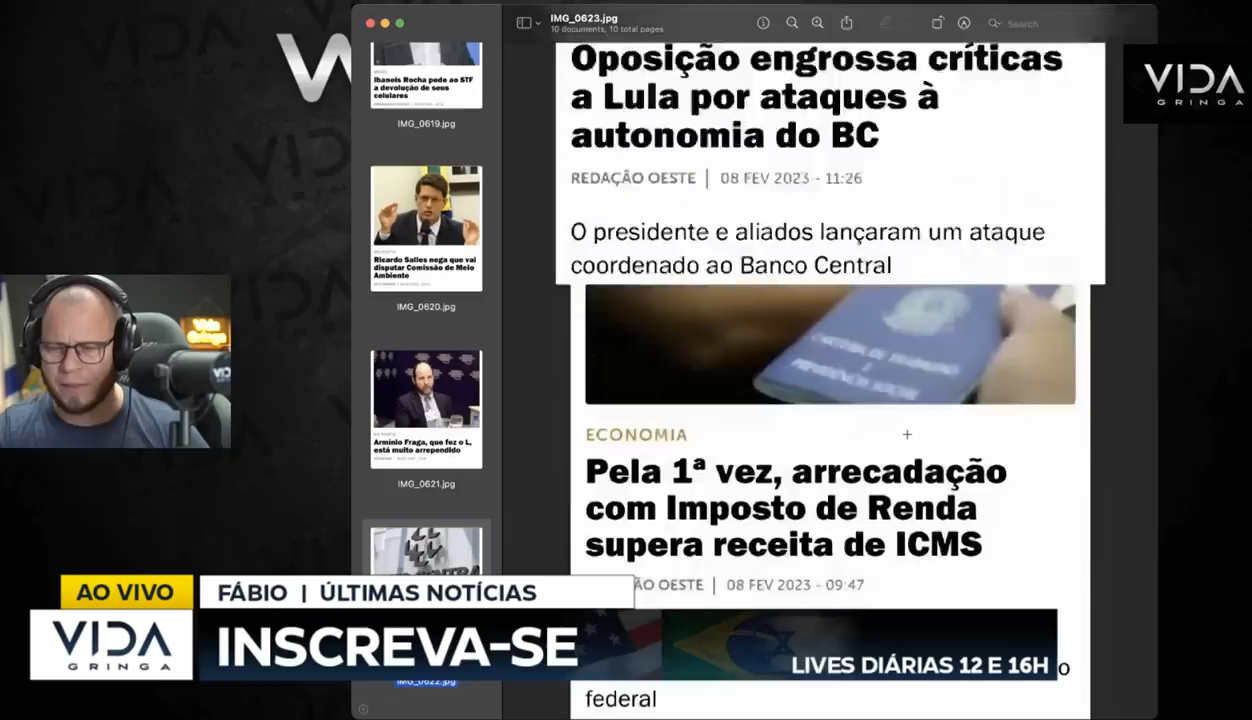 IMG_0623.jpg
10 documents, 10 total pages
Search
Ibaneis Rocha pede ao STF
a devolução de seus
celulares
IMG_0619.jpg
Ricardo Salles nega que vai
disputar Comissão de Meio
Ambiente
IMG_0620.jpg
Armínio Fraga, que fez o L,
está muito arrependido
IMG_0621.jpg
IMG_0622.jpg
Oposição engrossa críticas
a Lula por ataques à
autonomia do BC
REDAÇÃO OESTE | 08 FEV 2023 - 11:26
O presidente e aliados lançaram um ataque
coordenado ao Banco Central
ECONOMIA
Pela 1ª vez, arrecadação
com Imposto de Renda
supera receita de ICMS
ÃO OESTE | 08 FEV 2023 - 09:47
o
federal
VIDA
GRINGA
Vida
Gringa
AO VIVO
FÁBIO | ÚLTIMAS NOTÍCIAS
VIDA
GRINGA
INSCREVA-SE
LIVES DIÁRIAS 12 E 16H